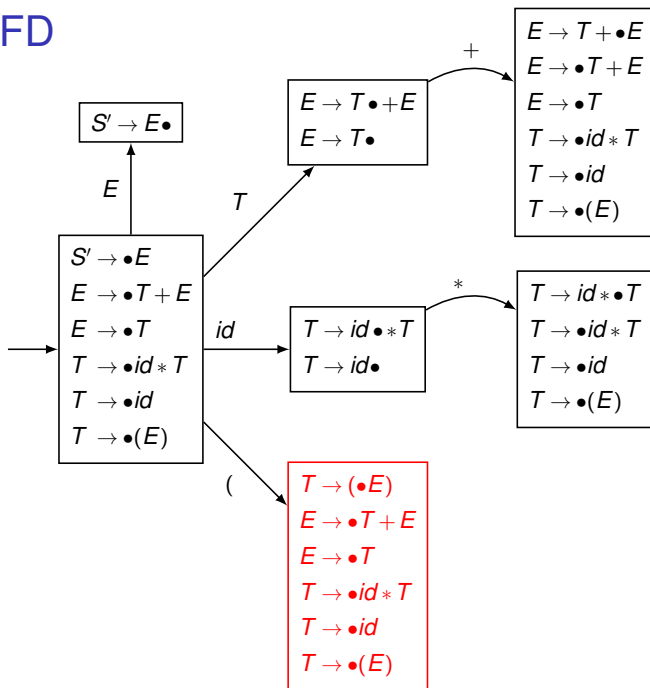 FD
S′ → E•
E
S′ → •E
E → •T + E
E → •T
T → •id * T
T → •id
T → •(E)
T
E → T • +E
E → T•
+
E → T + •E
E → •T + E
E → •T
T → •id * T
T → •id
T → •(E)
id
T → id • *T
T → id•
*
T → id * •T
T → •id * T
T → •id
T → •(E)
(
T → (•E)
E → •T + E
E → •T
T → •id * T
T → •id
T → •(E)